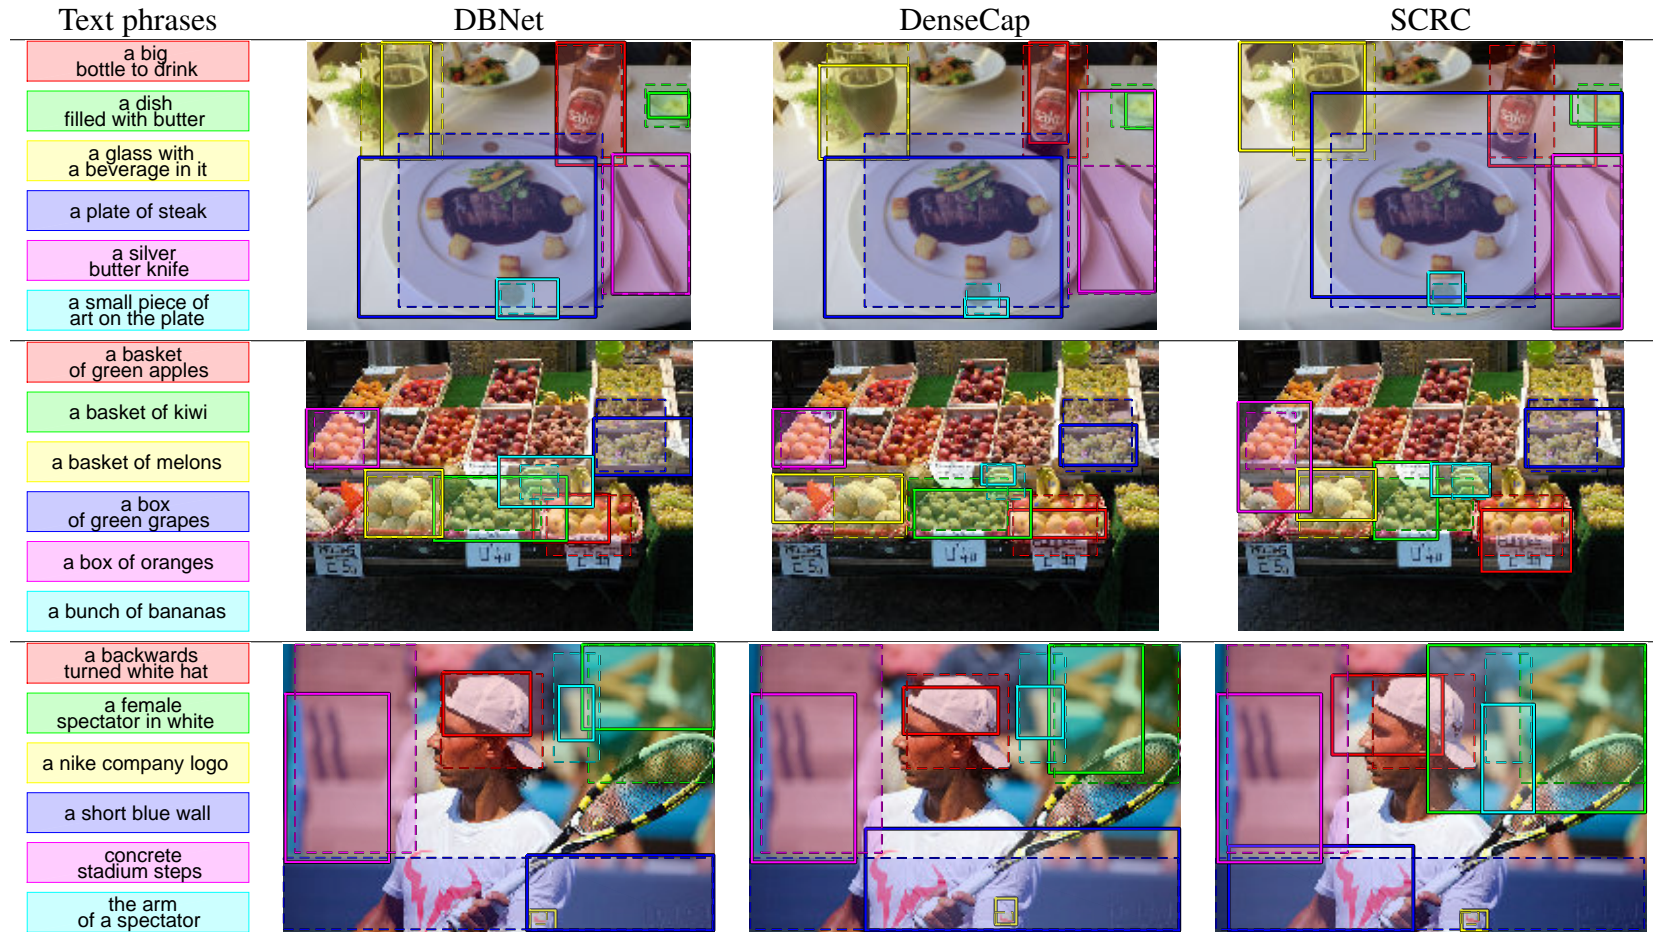 Text phrases DBNet DenseCap SCRC
a big
bottle to drink
a dish
filled with butter
a glass with
a beverage in it
a plate of steak
a silver
butter knife
a small piece of
art on the plate
saku
saku
saku
a basket
of green apples
a basket of kiwi
a basket of melons
a box
of green grapes
a box of oranges
a bunch of bananas
a backwards
turned white hat
a female
spectator in white
a nike company logo
a short blue wall
concrete
stadium steps
the arm
of a spectator